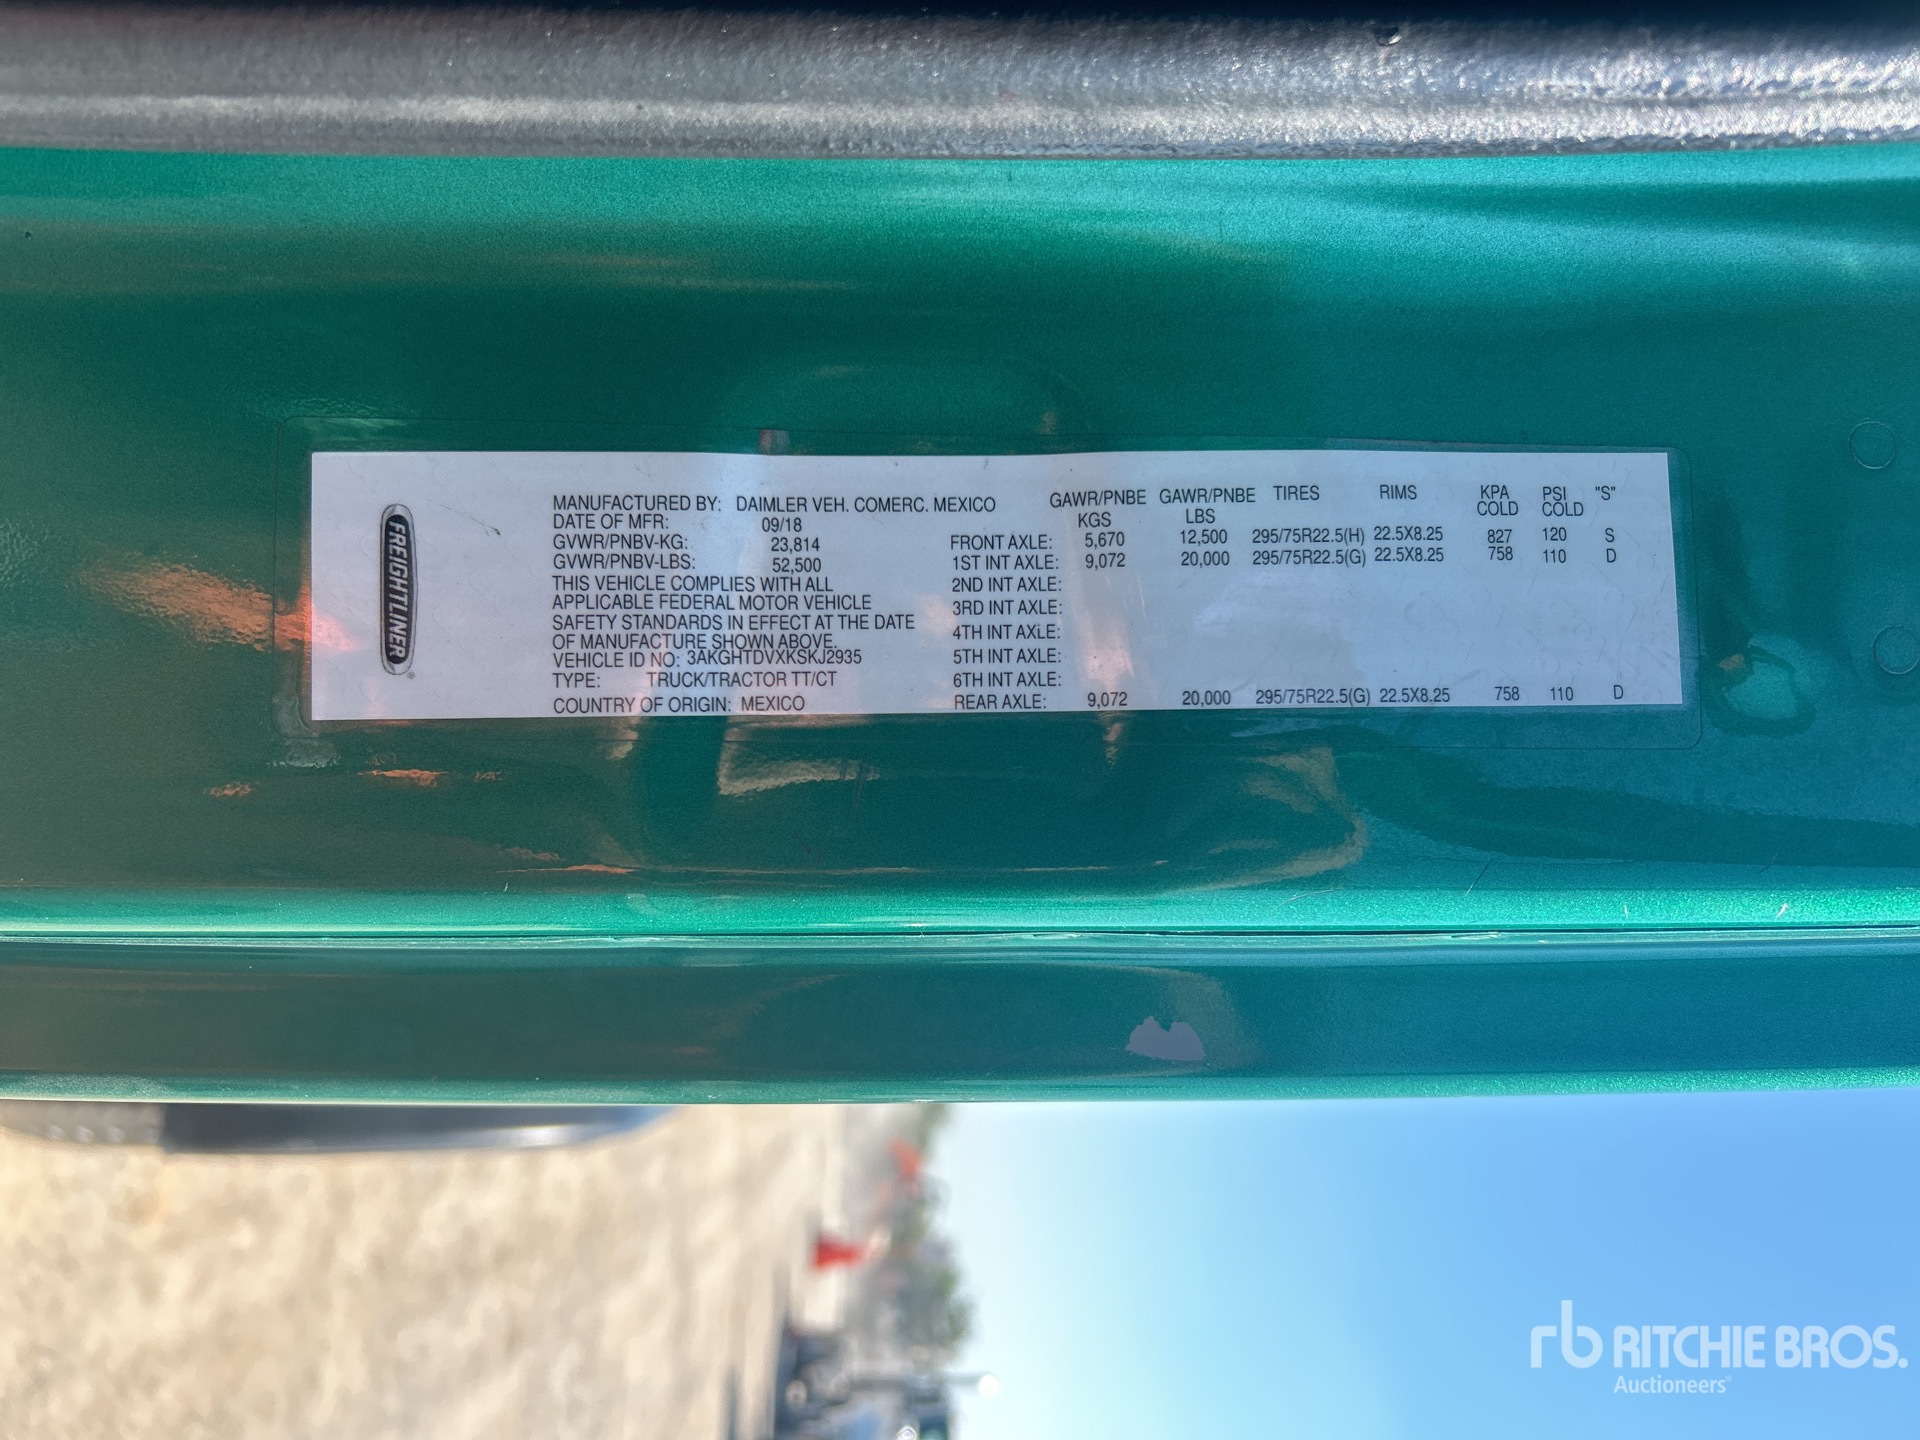 FREIGHTLINER
MANUFACTURED BY: DAIMLER VEH. COMERC. MEXICO
DATE OF MFR: 09/18
GVWR/PNBV-KG: 23,814
GVWR/PNBV-LBS: 52,500
THIS VEHICLE COMPLIES WITH ALL
APPLICABLE FEDERAL MOTOR VEHICLE
SAFETY STANDARDS IN EFFECT AT THE DATE
OF MANUFACTURE SHOWN ABOVE.
VEHICLE ID NO: 3AKGHTDVXKSKJ2935
TYPE: TRUCK/TRACTOR TT/CT
COUNTRY OF ORIGIN: MEXICO
GAWR/PNBE GAWR/PNBE TIRES RIMS KPA PSI "S"
KGS LBS COLD COLD
FRONT AXLE: 5,670 12,500 295/75R22.5(H) 22.5X8.25 827 120 S
1ST INT AXLE: 9,072 20,000 295/75R22.5(G) 22.5X8.25 758 110 D
2ND INT AXLE:
3RD INT AXLE:
4TH INT AXLE:
5TH INT AXLE:
6TH INT AXLE:
REAR AXLE: 9,072 20,000 295/75R22.5(G) 22.5X8.25 758 110 D
rb RITCHIE BROS.
Auctioneers